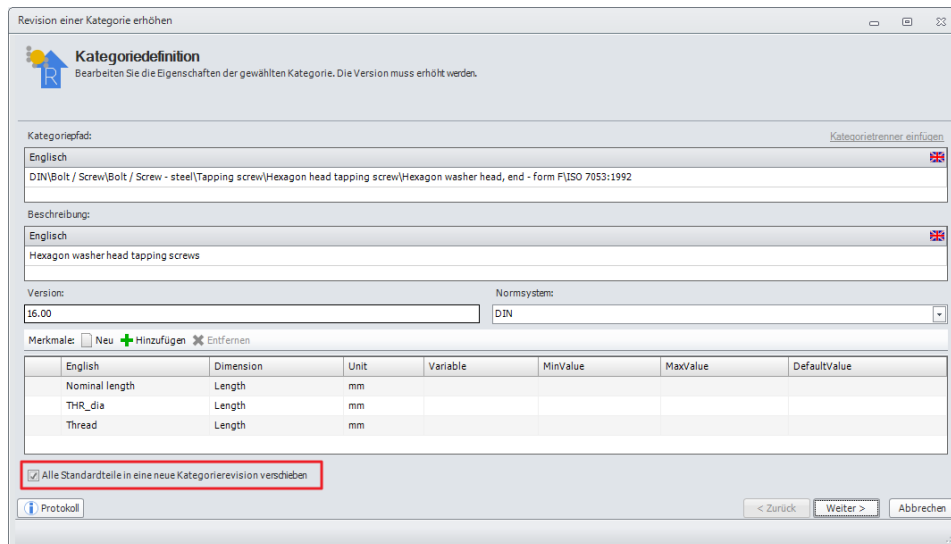 Revision einer Kategorie erhöhen
Kategoriedefinition
Bearbeiten Sie die Eigenschaften der gewählten Kategorie. Die Version muss erhöht werden.
R
Kategoriepfad: Kategorietrenner einfügen
Englisch
DIN\Bolt / Screw\Bolt / Screw - steel\Tapping screw\Hexagon head tapping screw\Hexagon washer head, end - form F\ISO 7053:1992
Beschreibung:
Englisch
Hexagon washer head tapping screws
Version: Normsystem:
16.00 DIN
Merkmale: Neu Hinzufügen Entfernen
English Dimension Unit Variable MinValue MaxValue DefaultValue
Nominal length Length mm
THR_dia Length mm
Thread Length mm
Alle Standardteile in eine neue Kategorierevision verschieben
Protokoll < Zurück Weiter > Abbrechen